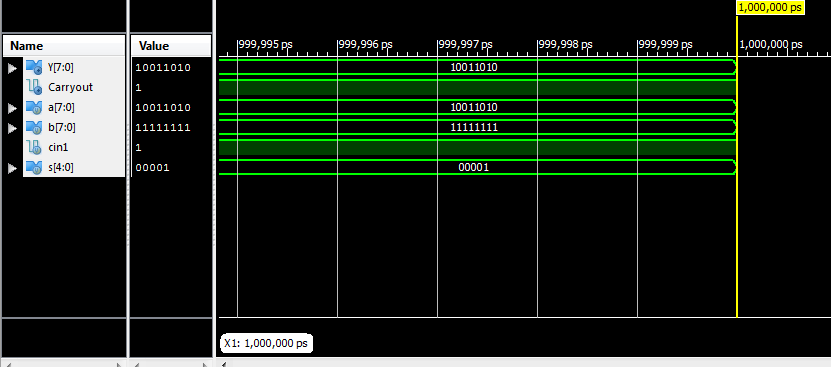 1,000,000 ps
Name Value 999,995 ps 999,996 ps 999,997 ps 999,998 ps 999,999 ps 1,000,000 ps
Y[7:0] 10011010 10011010
Carryout 1
a[7:0] 10011010 10011010
b[7:0] 11111111 11111111
cin1 1
s[4:0] 00001 00001
X1: 1,000,000 ps